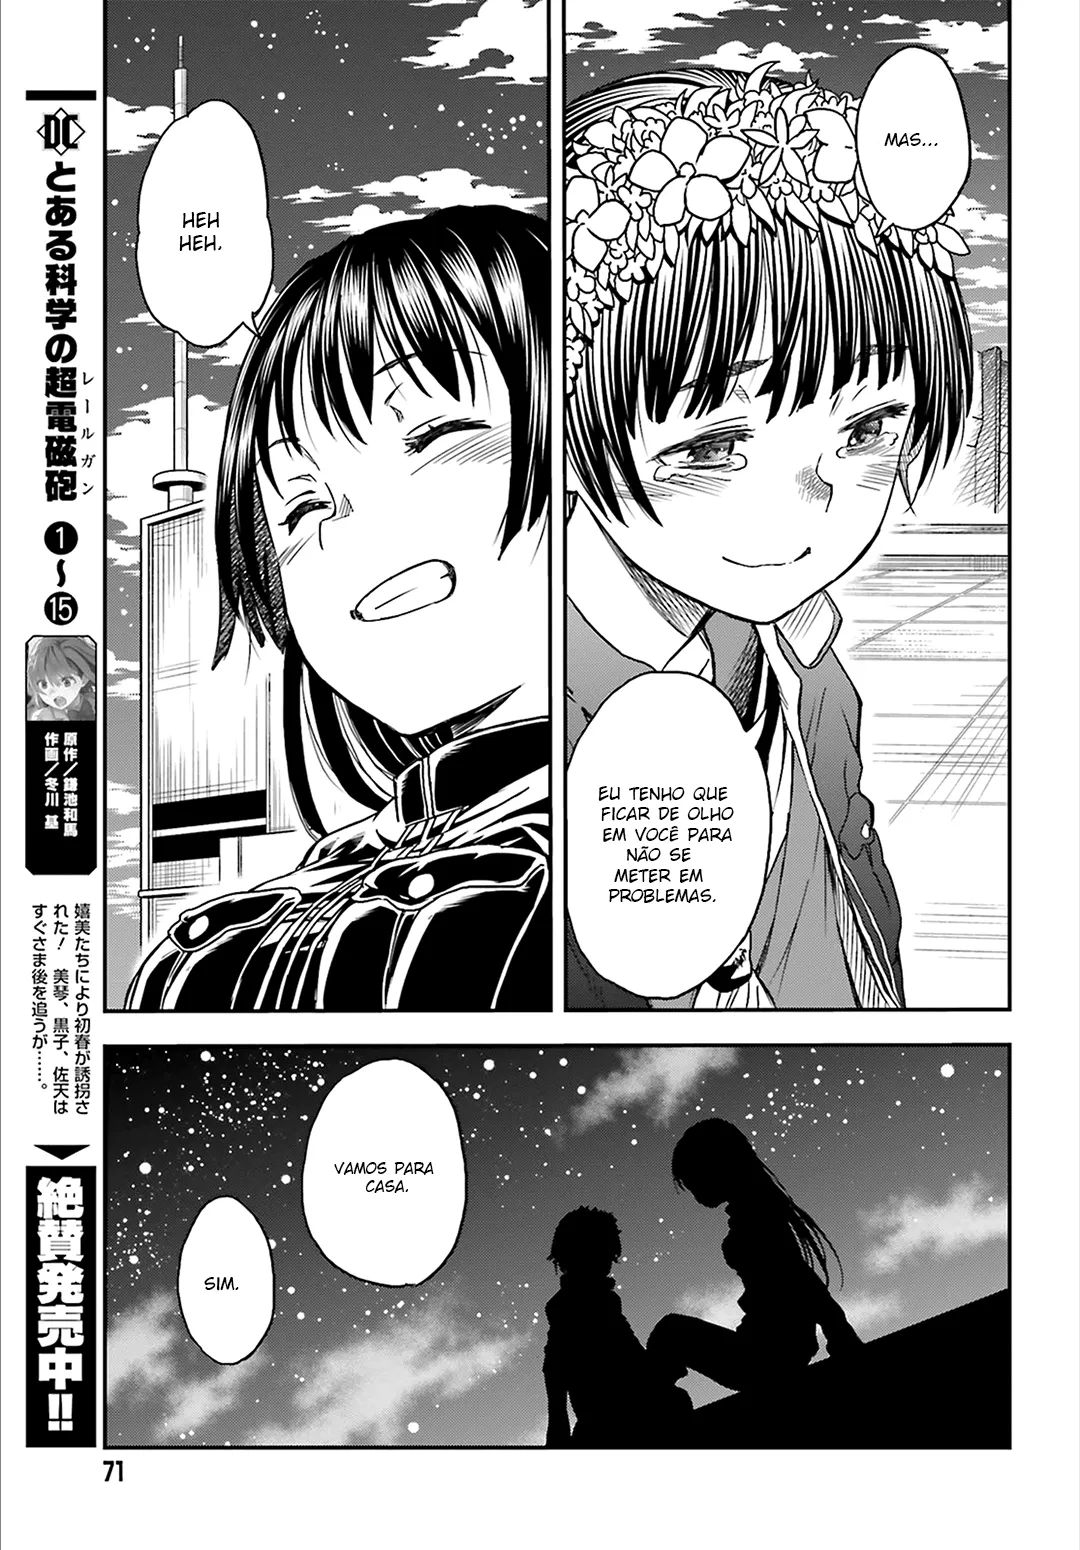 MAS...
EU TENHO QUE
FICAR DE OLHO
EM VOCÊ PARA
NÃO SE
METER EM
PROBLEMAS.
HEH
HEH.
VAMOS PARA
CASA.
SIM.
DC
とある科学の超電磁砲
レールガン
❶〜⓯
原作/鎌池和馬
作画/冬川 基
嬉美たちにより初春が誘拐さ
れた! 美琴、黒子、佐天は
すぐさま後を追うが……。
絶賛発売中!!
71